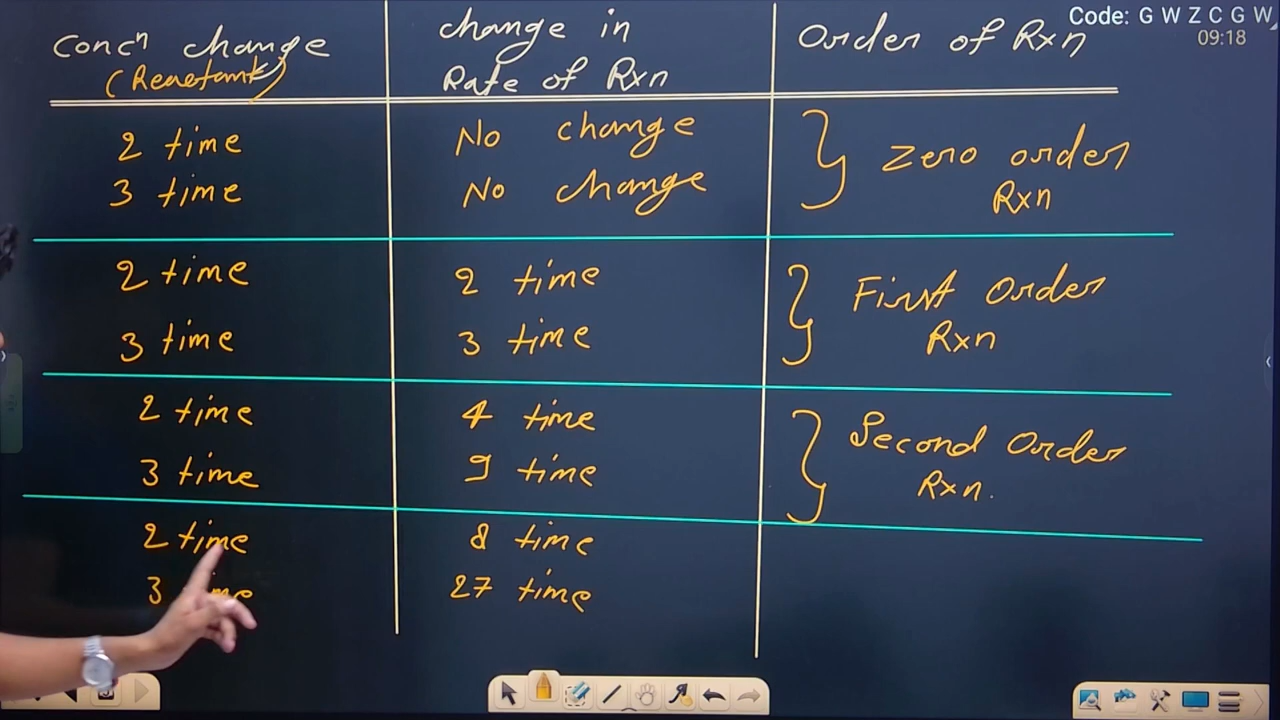 Code: G W Z C G W
09:18
Concⁿ change
(Reactant)
change in
Rate of Rxn
Order of Rxn
2 time
No change
3 time
No change
Zero order
Rxn
2 time
2 time
3 time
3 time
First Order
Rxn
2 time
4 time
3 time
9 time
Second Order
Rxn.
2 time
8 time
3
27 time